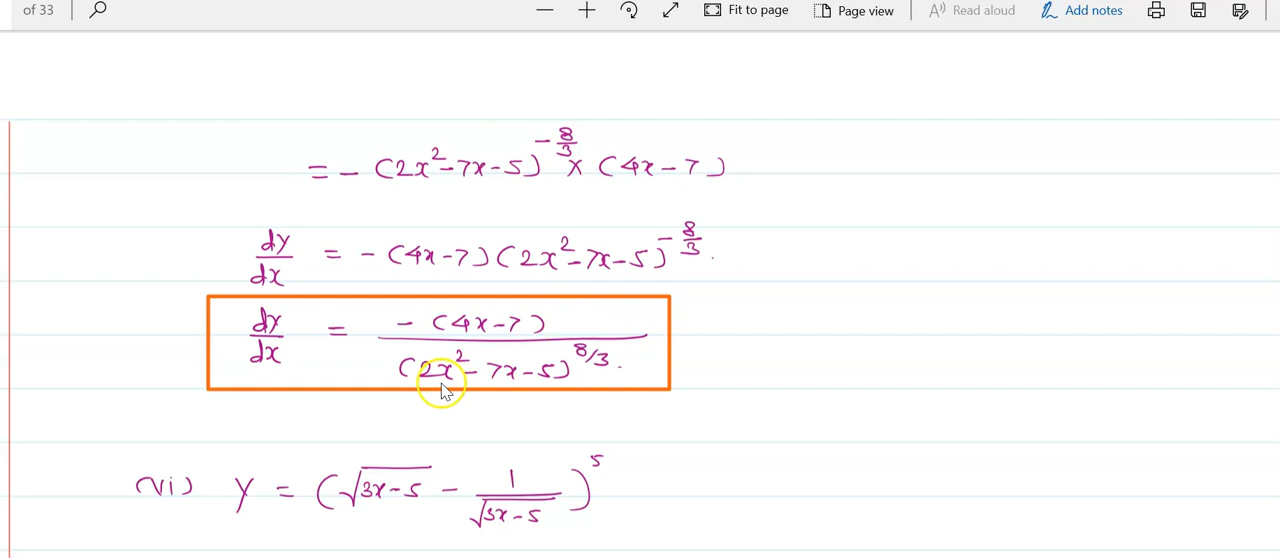 of 33 Fit to page Page view Read aloud Add notes
= - (2x² - 7x - 5)^{-8/3} × (4x - 7)
dy/dx = - (4x - 7) (2x² - 7x - 5)^{-8/3}.
dy/dx = - (4x - 7) / (2x² - 7x - 5)^{8/3}.
(vi) y = (√(3x - 5) - 1/√(3x - 5))^5